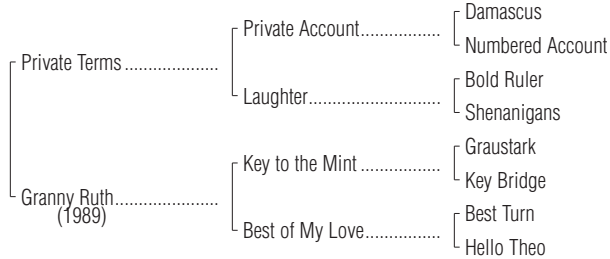 Damascus
Private Account..................
Numbered Account
Private Terms .....................
Bold Ruler
Laughter..............................
Shenanigans
Graustark
Key to the Mint ..................
Key Bridge
Granny Ruth.......................
(1989)
Best Turn
Best of My Love.................
Hello Theo